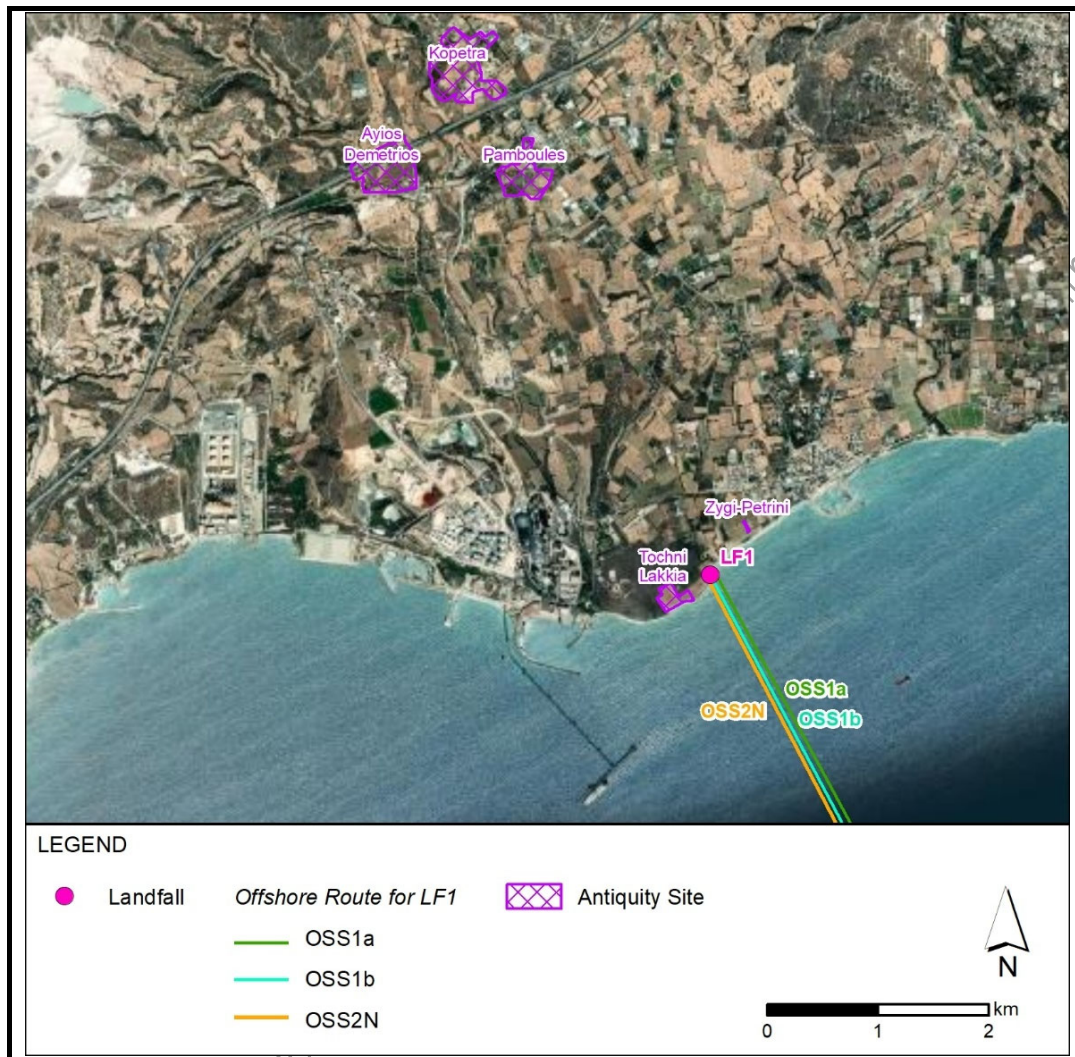 Kopetra
Ayios
Demetrios
Pamboules
Zygi-Petrini
Tochni
Lakkia
LF1
OSS1a
OSS2N
OSS1b
LEGEND
Landfall
Offshore Route for LF1
Antiquity Site
OSS1a
OSS1b
OSS2N
N
km
0 1 2